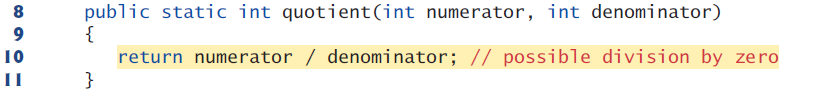 8 public static int quotient(int numerator, int denominator)
9 {
10 return numerator / denominator; // possible division by zero
11 }